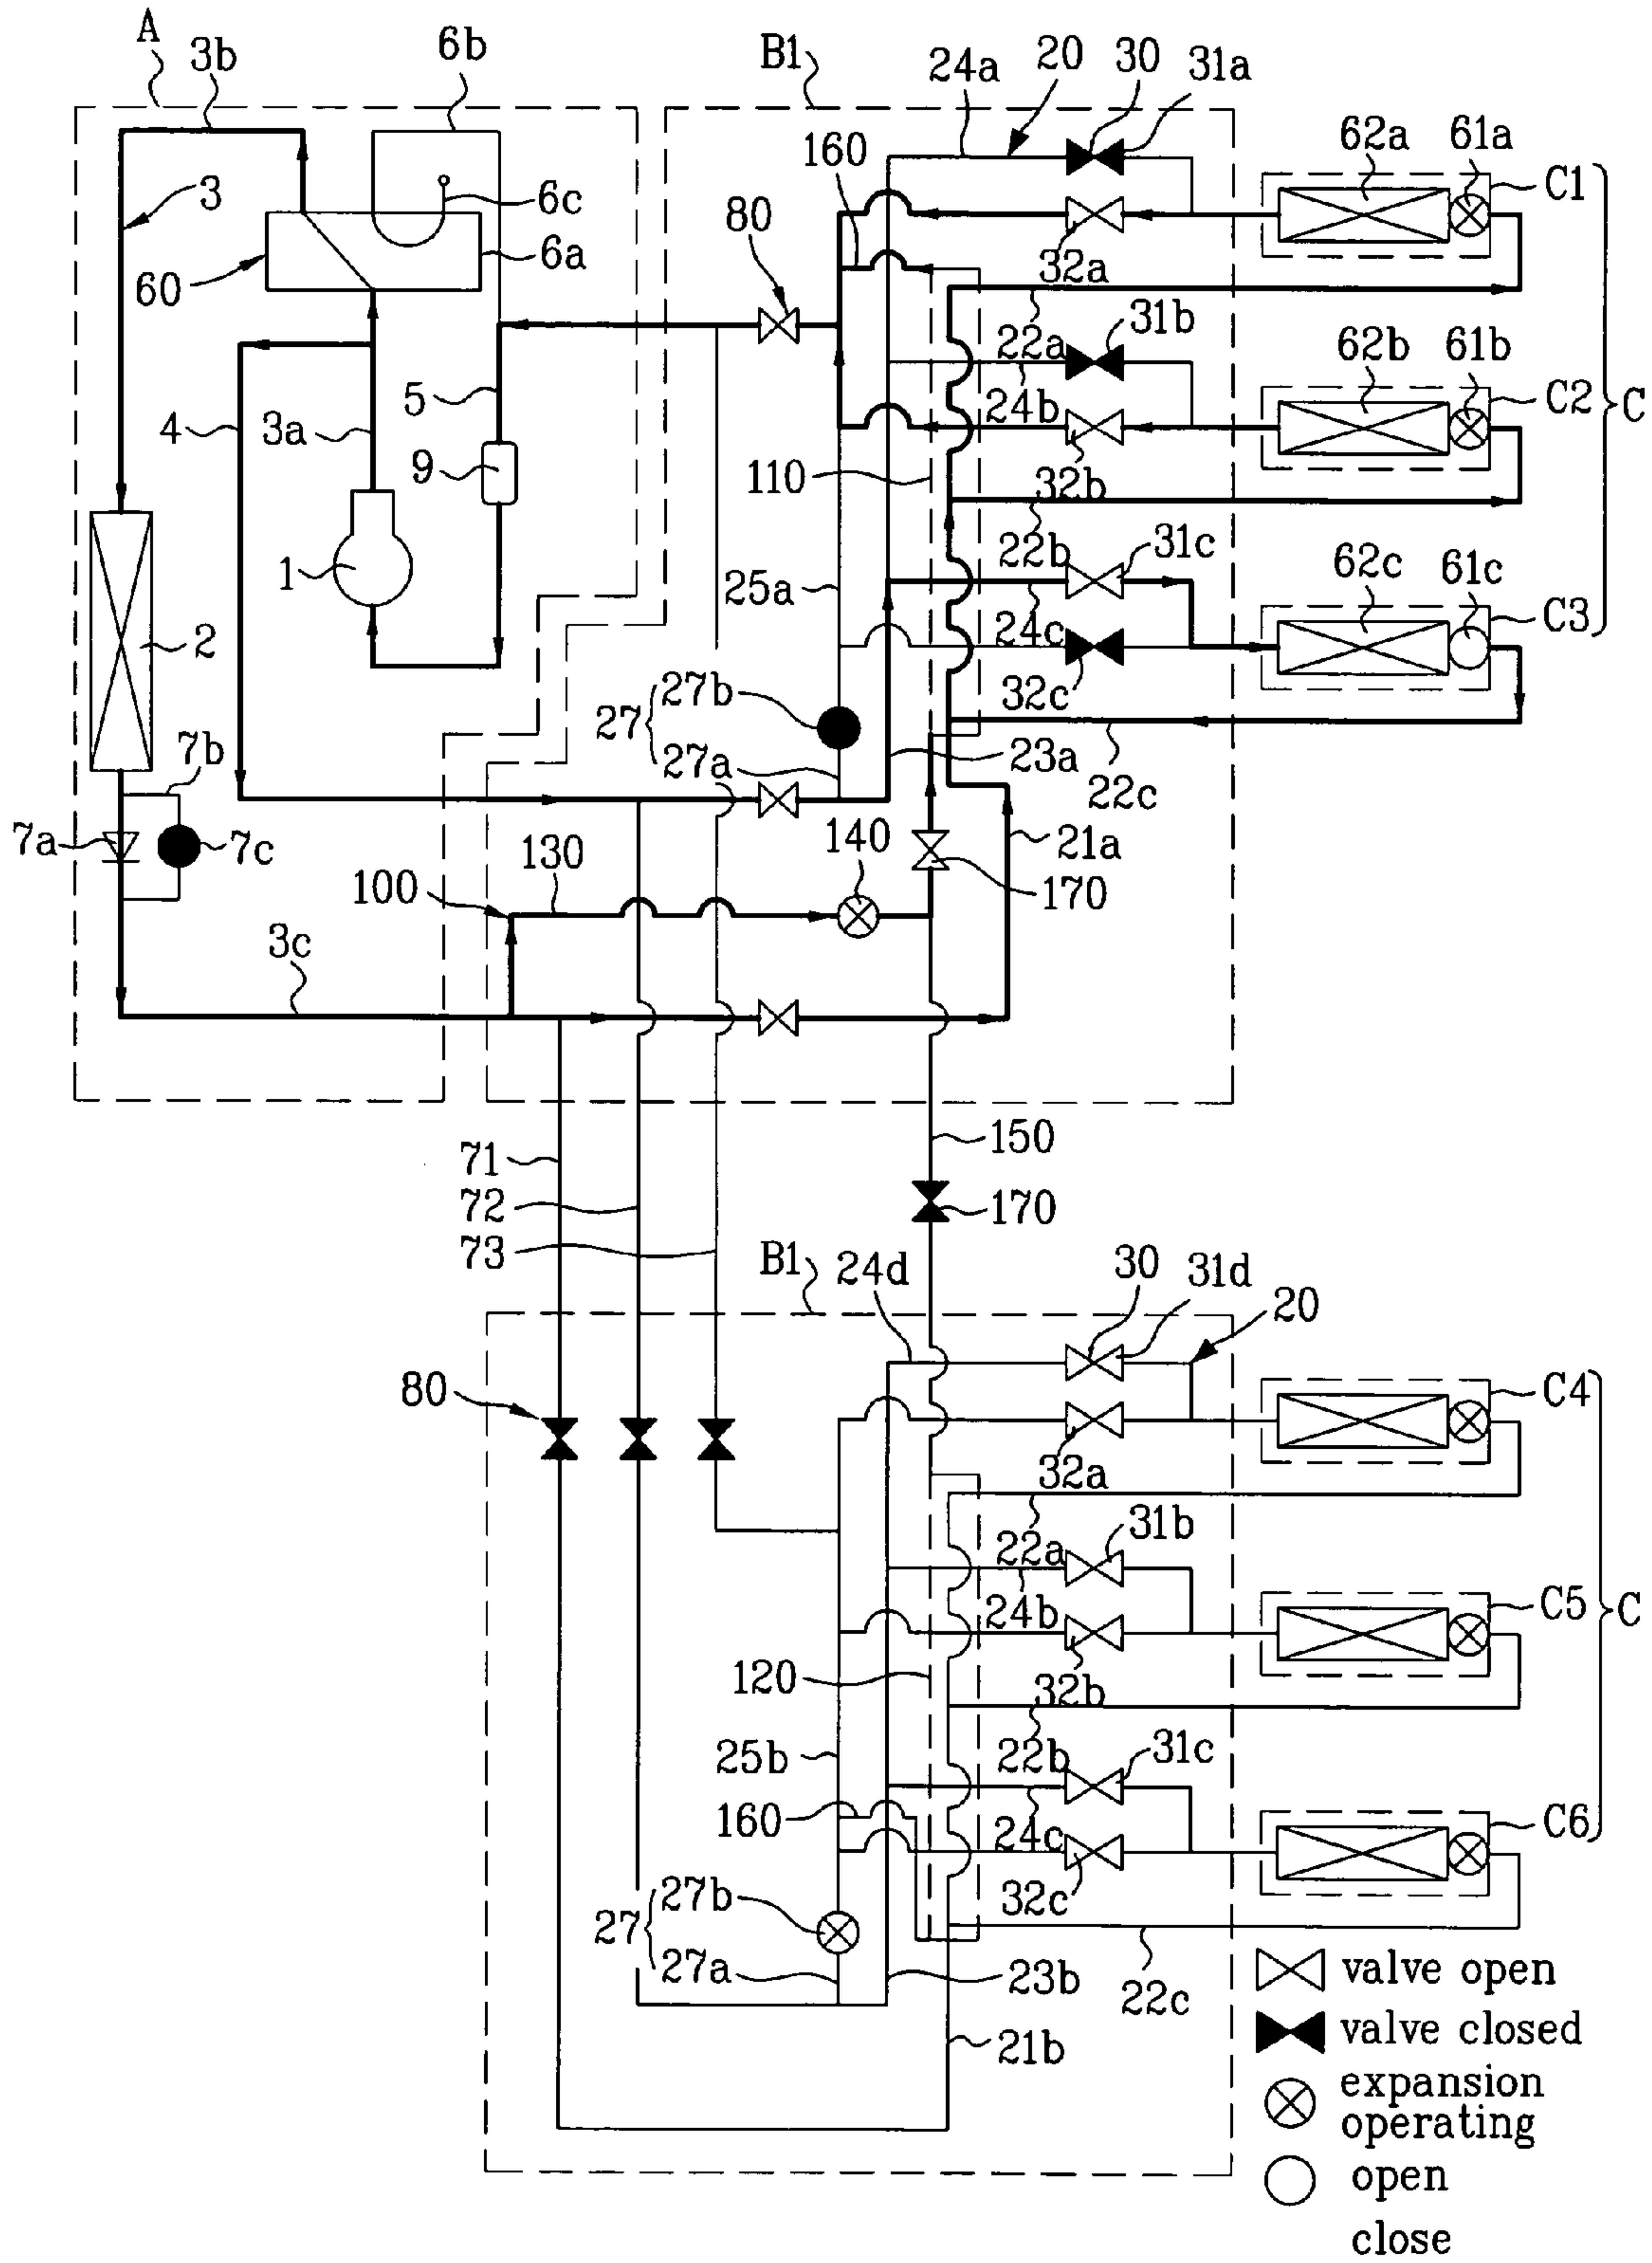 A
3b
6b
B1
24a
20
30
31a
160
62a
61a
C1
3
6c
80
6a
60
32a
31b
22a
62b
61b
C2
C
5
24b
4
3a
9
110
32b
22b
31c
62c
61c
C3
1
25a
24c
2
27b
32c
27
7b
27a
23a
22c
7a
7c
140
21a
130
100
170
3c
150
71
72
170
73
B1
24d
30
31d
20
80
C4
32a
31b
22a
C5
C
24b
120
32b
25b
22b
31c
160
24c
C6
27b
32c
27
27a
23b
22c
valve open
21b
valve closed
expansion
operating
open
close